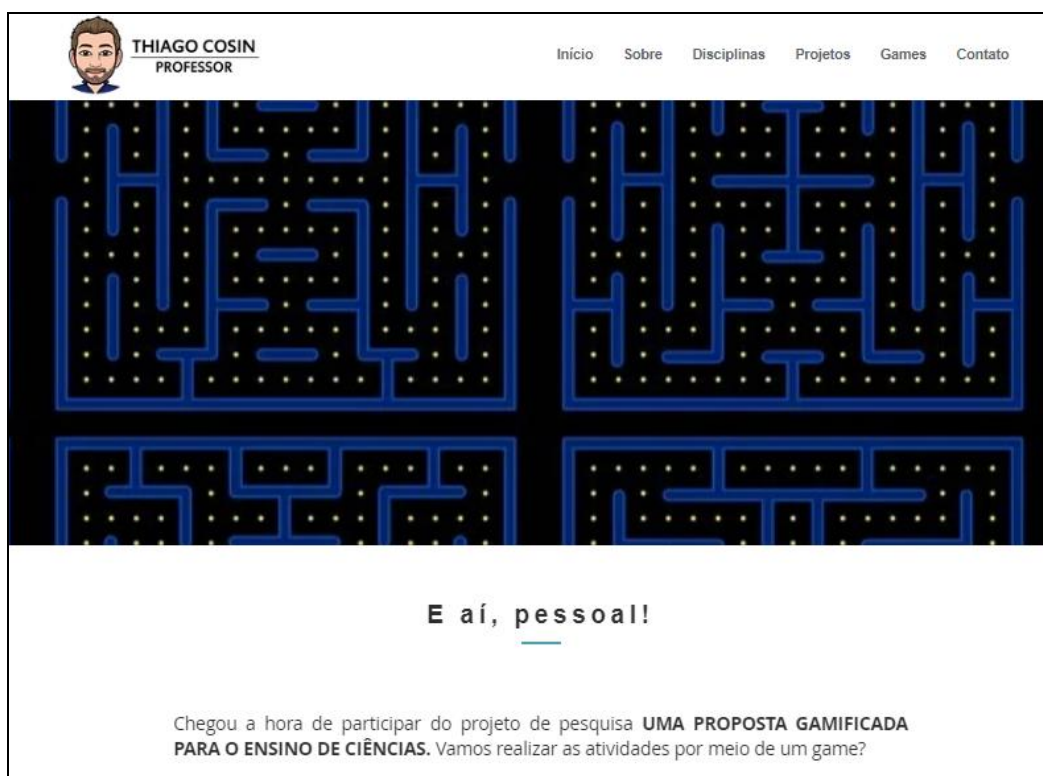 THIAGO COSIN
PROFESSOR
Início Sobre Disciplinas Projetos Games Contato
E aí, pessoal!
Chegou a hora de participar do projeto de pesquisa UMA PROPOSTA GAMIFICADA
PARA O ENSINO DE CIÊNCIAS. Vamos realizar as atividades por meio de um game?